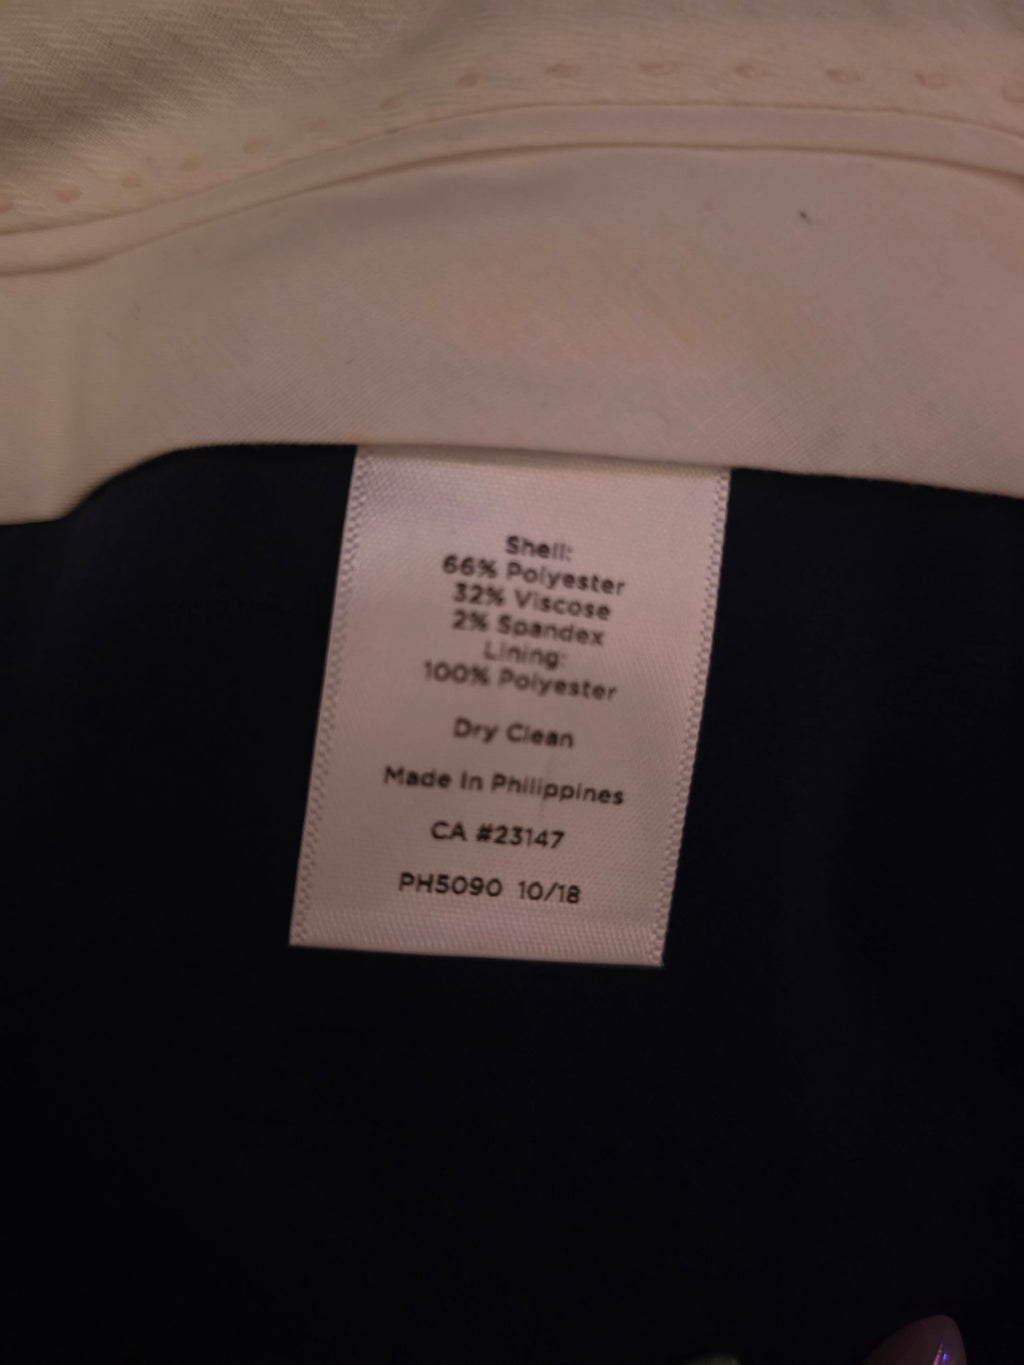 Shell:
66% Polyester
32% Viscose
2% Spandex
Lining:
100% Polyester
Dry Clean
Made In Philippines
CA #23147
PH5090 10/18